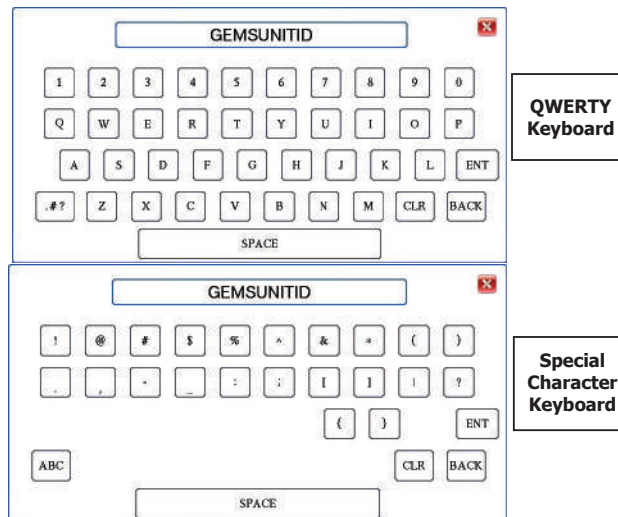 GEMSUNITID
1 2 3 4 5 6 7 8 9 0
Q W E R T Y U I O P
A S D F G H J K L ENT
.#? Z X C V B N M CLR BACK
SPACE
QWERTY
Keyboard
GEMSUNITID
! @ # $ % ^ & * ( )
. , - _ : ; [ ] | ?
{ } ENT
ABC CLR BACK
SPACE
Special
Character
Keyboard